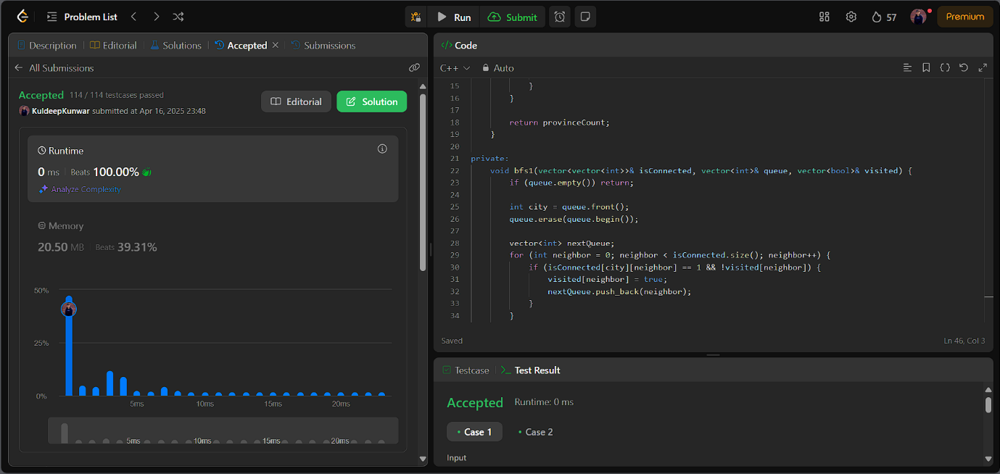 Problem List
Run
Submit
57
Premium
Description
Editorial
Solutions
Accepted
Submissions
All Submissions
Accepted 114 / 114 testcases passed
KuldeepKunwar submitted at Apr 16, 2025 23:48
Editorial
Solution
Runtime
0 ms Beats 100.00%
Analyze Complexity
Memory
20.50 MB Beats 39.31%
50%
25%
0%
5ms 10ms 15ms 20ms
5ms 10ms 15ms 20ms
</> Code
C++ Auto
15 }
16 }
17
18 return provinceCount;
19 }
20
21 private:
22 void bfs1(vector<vector<int>>& isConnected, vector<int>& queue, vector<bool>& visited) {
23 if (queue.empty()) return;
24
25 int city = queue.front();
26 queue.erase(queue.begin());
27
28 vector<int> nextQueue;
29 for (int neighbor = 0; neighbor < isConnected.size(); neighbor++) {
30 if (isConnected[city][neighbor] == 1 && !visited[neighbor]) {
31 visited[neighbor] = true;
32 nextQueue.push_back(neighbor);
33 }
34 }
Saved
Ln 46, Col 3
Testcase
>_ Test Result
Accepted Runtime: 0 ms
• Case 1
• Case 2
Input